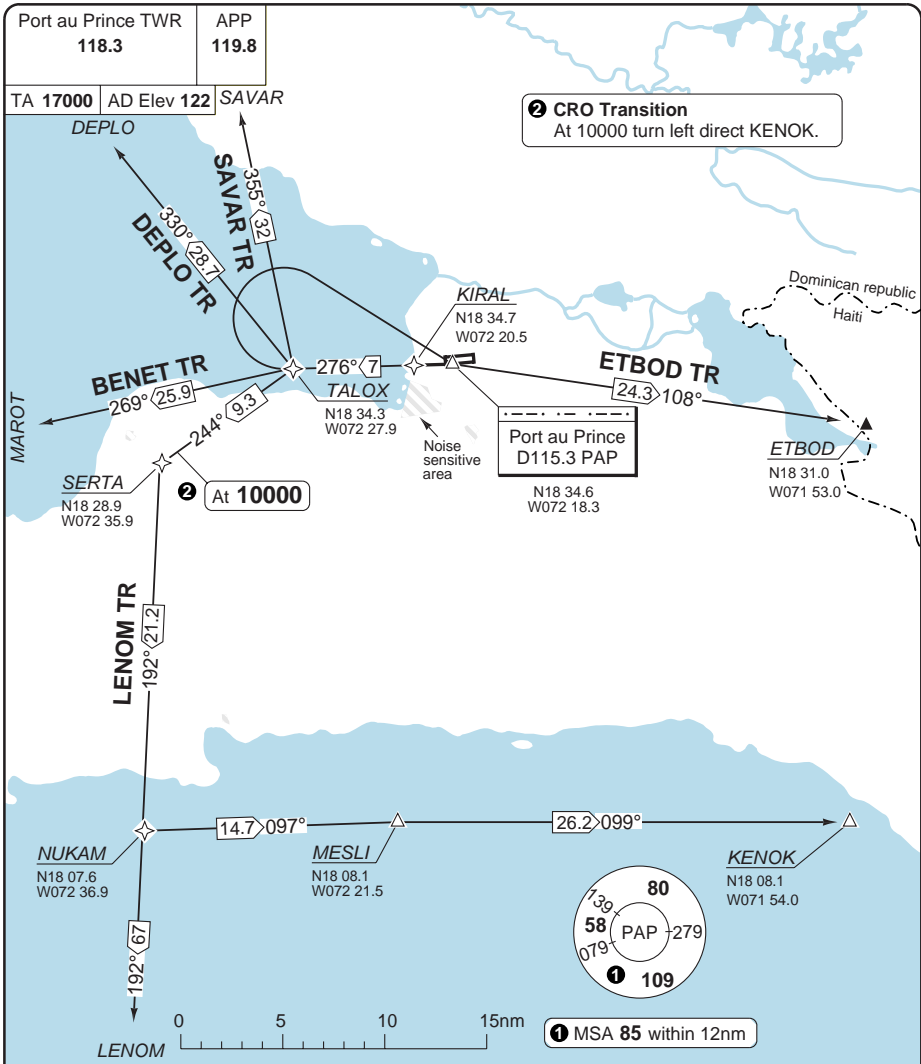 Port au Prince TWR
118.3
APP
119.8
TA 17000
AD Elev 122
SAVAR
DEPLO
❷ CRO Transition
At 10000 turn left direct KENOK.
355° 32
SAVAR TR
330° 28.7
DEPLO TR
Dominican republic
Haiti
KIRAL
N18 34.7
W072 20.5
BENET TR
269° 25.9
276° 7
TALOX
N18 34.3
W072 27.9
ETBOD TR
24.3 108°
MAROT
244° 9.3
Noise
sensitive
area
Port au Prince
D115.3 PAP
N18 34.6
W072 18.3
ETBOD
N18 31.0
W071 53.0
SERTA
N18 28.9
W072 35.9
❷ At 10000
LENOM TR
192° 21.2
NUKAM
N18 07.6
W072 36.9
14.7 097°
MESLI
N18 08.1
W072 21.5
26.2 099°
KENOK
N18 08.1
W071 54.0
139
80
58
PAP
279
079
❶
109
192° 67
LENOM
0 5 10 15nm
❶ MSA 85 within 12nm